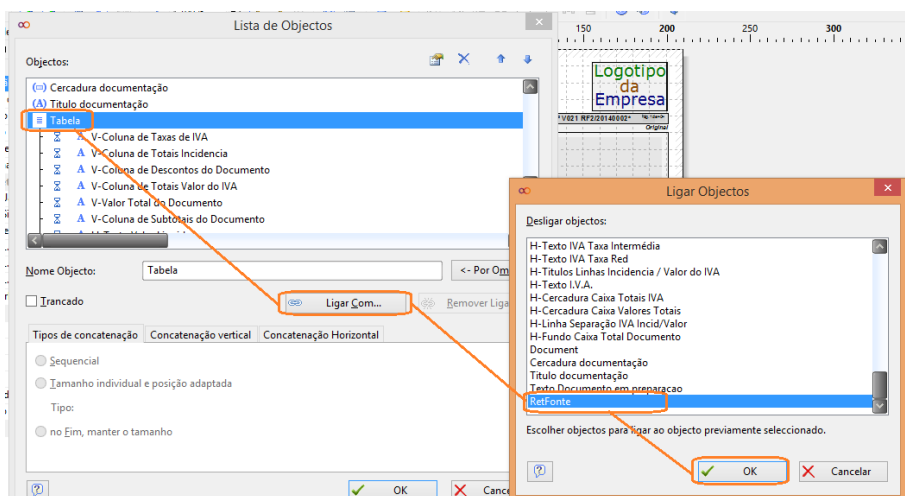 Lista de Objectos
Objectos:
Cercadura documentação
Titulo documentação
Tabela
A V-Coluna de Taxas de IVA
A V-Coluna de Totais Incidencia
A V-Coluna de Descontos do Documento
A V-Coluna de Totais Valor do IVA
A V-Valor Total do Documento
A V-Coluna de Subtotais do Documento
Nome Objecto:
Tabela
<- Por Om
Trancado
Ligar Com...
Remover Liga
Tipos de concatenação
Concatenação vertical
Concatenação Horizontal
Sequencial
Tamanho individual e posição adaptada
Tipo:
no Fim, manter o tamanho
OK
Cance
150 200 250 300
Logotipo
da
Empresa
V021 RF2/20140002*
Original
Ligar Objectos
Desligar objectos:
H-Texto IVA Taxa Intermédia
H-Texto IVA Taxa Red
H-Titulos Linhas Incidencia / Valor do IVA
H-Texto I.V.A.
H-Cercadura Caixa Totais IVA
H-Cercadura Caixa Valores Totais
H-Linha Separação IVA Incid/Valor
H-Fundo Caixa Total Documento
Document
Cercadura documentação
Titulo documentação
Texto Documento em preparacao
RetFonte
Escolher objectos para ligar ao objecto previamente seleccionado.
OK
Cancelar